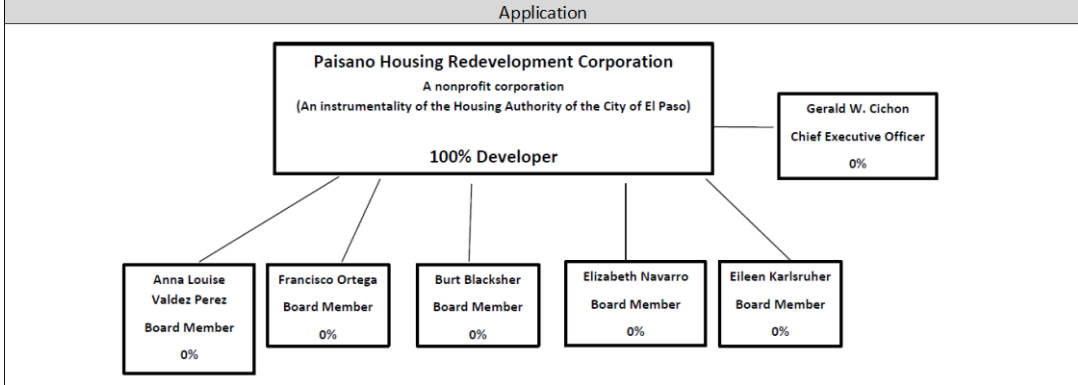 Application
Paisano Housing Redevelopment Corporation
A nonprofit corporation
(An instrumentality of the Housing Authority of the City of El Paso)
100% Developer
Gerald W. Cichon
Chief Executive Officer
0%
Anna Louise
Valdez Perez
Board Member
0%
Francisco Ortega
Board Member
0%
Burt Blacksher
Board Member
0%
Elizabeth Navarro
Board Member
0%
Eileen Karlsruher
Board Member
0%